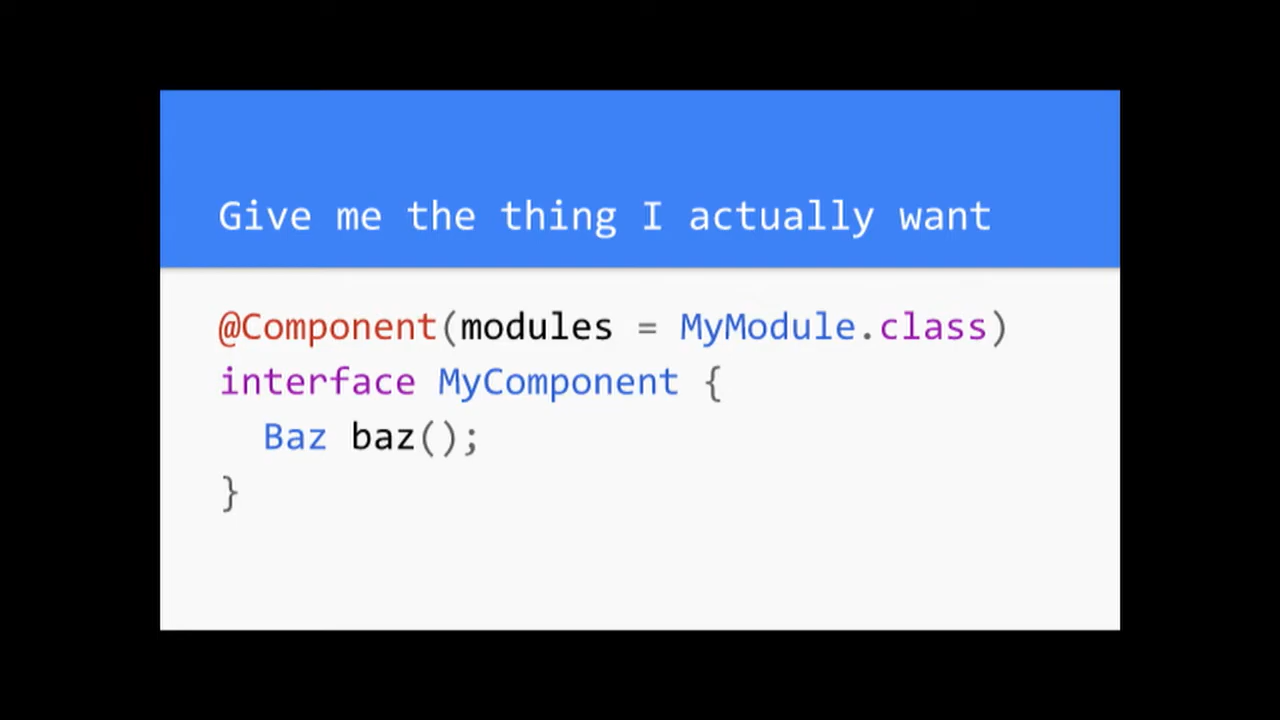 Give me the thing I actually want
@Component(modules = MyModule.class)
interface MyComponent {
  Baz baz();
}